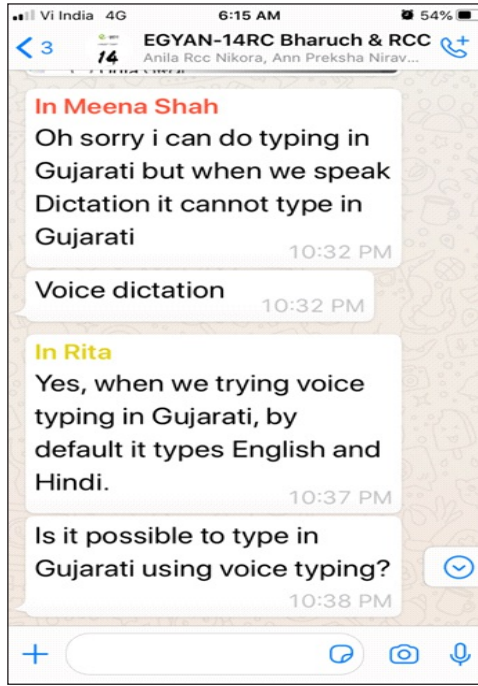 Vi India 4G 6:15 AM 54%
3
EGYAN-14RC Bharuch & RCC
14 Anila Rcc Nikora, Ann Preksha Nirav...
In Meena Shah
Oh sorry i can do typing in
Gujarati but when we speak
Dictation it cannot type in
Gujarati
10:32 PM
Voice dictation
10:32 PM
In Rita
Yes, when we trying voice
typing in Gujarati, by
default it types English and
Hindi.
10:37 PM
Is it possible to type in
Gujarati using voice typing?
10:38 PM